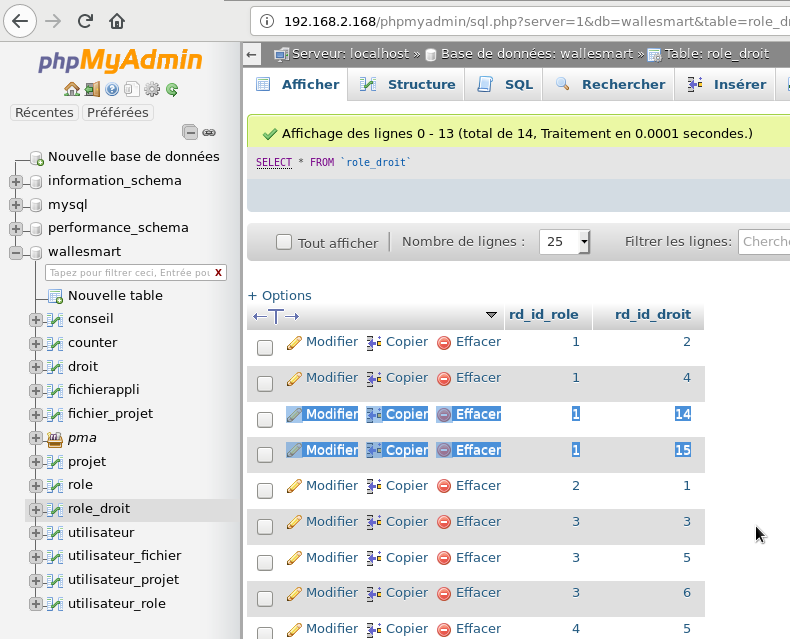 192.168.2.168/phpmyadmin/sql.php?server=1&db=wallesmart&table=role_d
phpMyAdmin
Récentes Préférées
Nouvelle base de données
information_schema
mysql
performance_schema
wallesmart
Tapez pour filtrer ceci, Entrée pou X
Nouvelle table
conseil
counter
droit
fichierappli
fichier_projet
pma
projet
role
role_droit
utilisateur
utilisateur_fichier
utilisateur_projet
utilisateur_role
Serveur: localhost » Base de données: wallesmart » Table: role_droit
Afficher Structure SQL Rechercher Insérer
Affichage des lignes 0 - 13 (total de 14, Traitement en 0.0001 secondes.)
SELECT * FROM `role_droit`
Tout afficher Nombre de lignes : 25 Filtrer les lignes: Cherch
+ Options
←T→ rd_id_role rd_id_droit
Modifier Copier Effacer 1 2
Modifier Copier Effacer 1 4
Modifier Copier Effacer 1 14
Modifier Copier Effacer 1 15
Modifier Copier Effacer 2 1
Modifier Copier Effacer 3 3
Modifier Copier Effacer 3 5
Modifier Copier Effacer 3 6
Modifier Copier Effacer 4 5